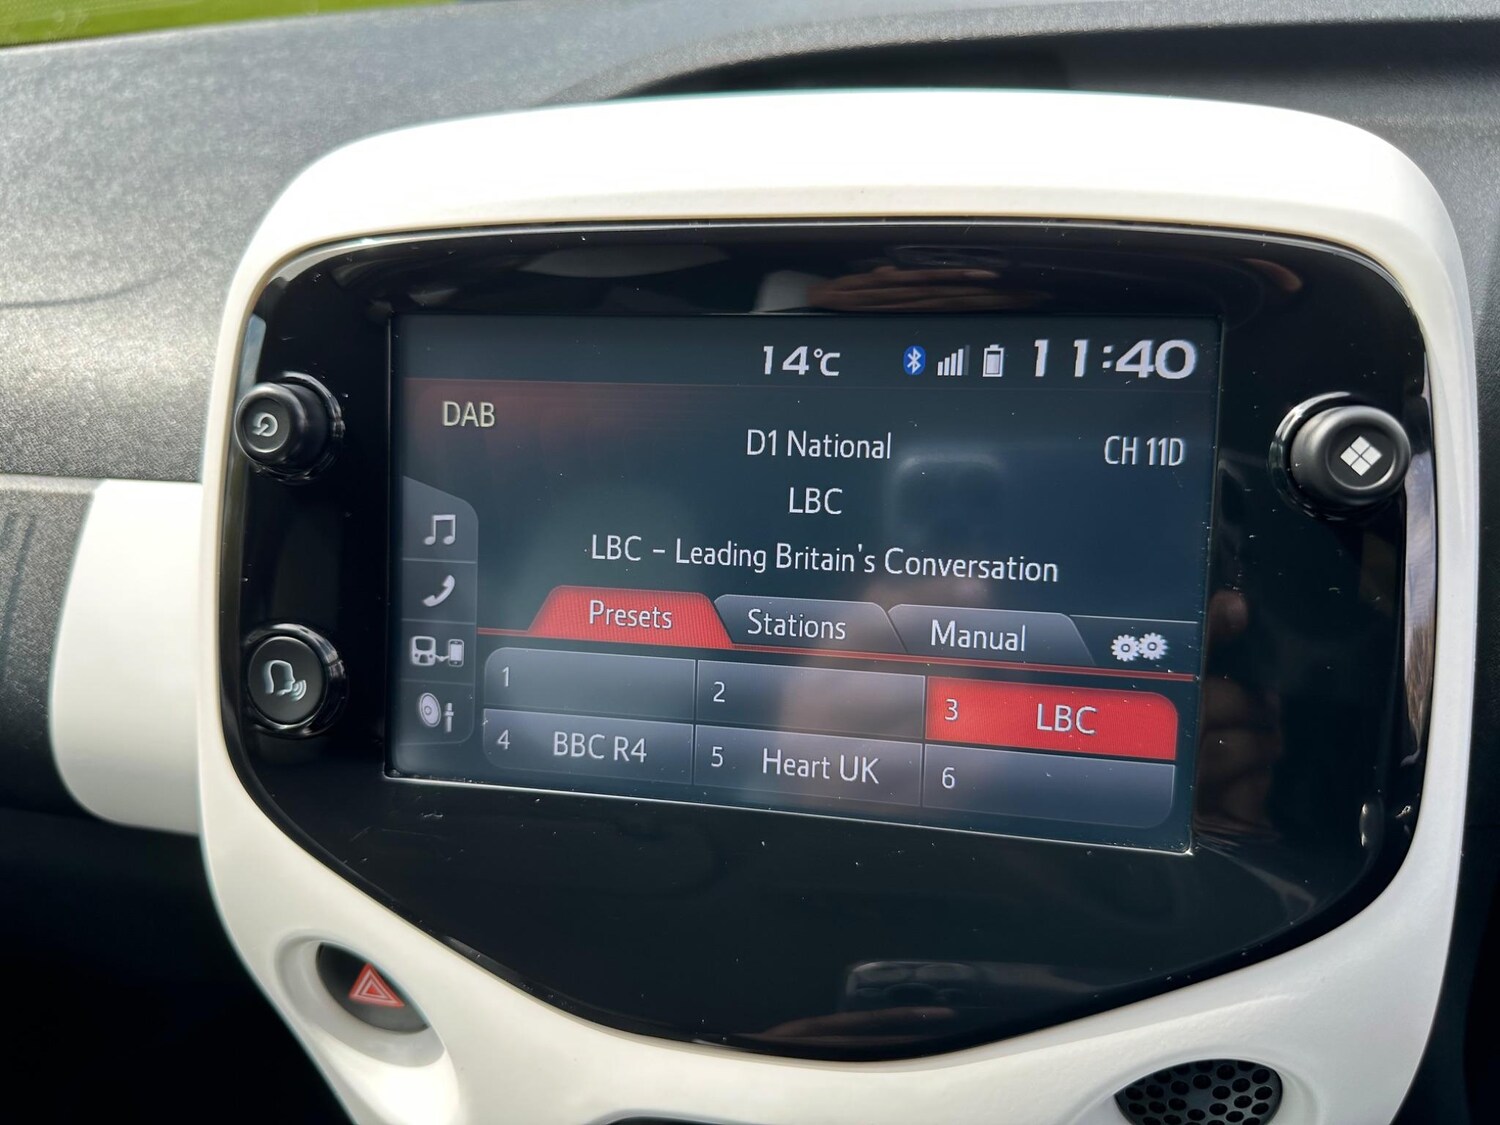 14°C 11:40
DAB
D1 National CH 11D
LBC
LBC - Leading Britain's Conversation
Presets Stations Manual
1 2 3 LBC
4 BBC R4 5 Heart UK 6